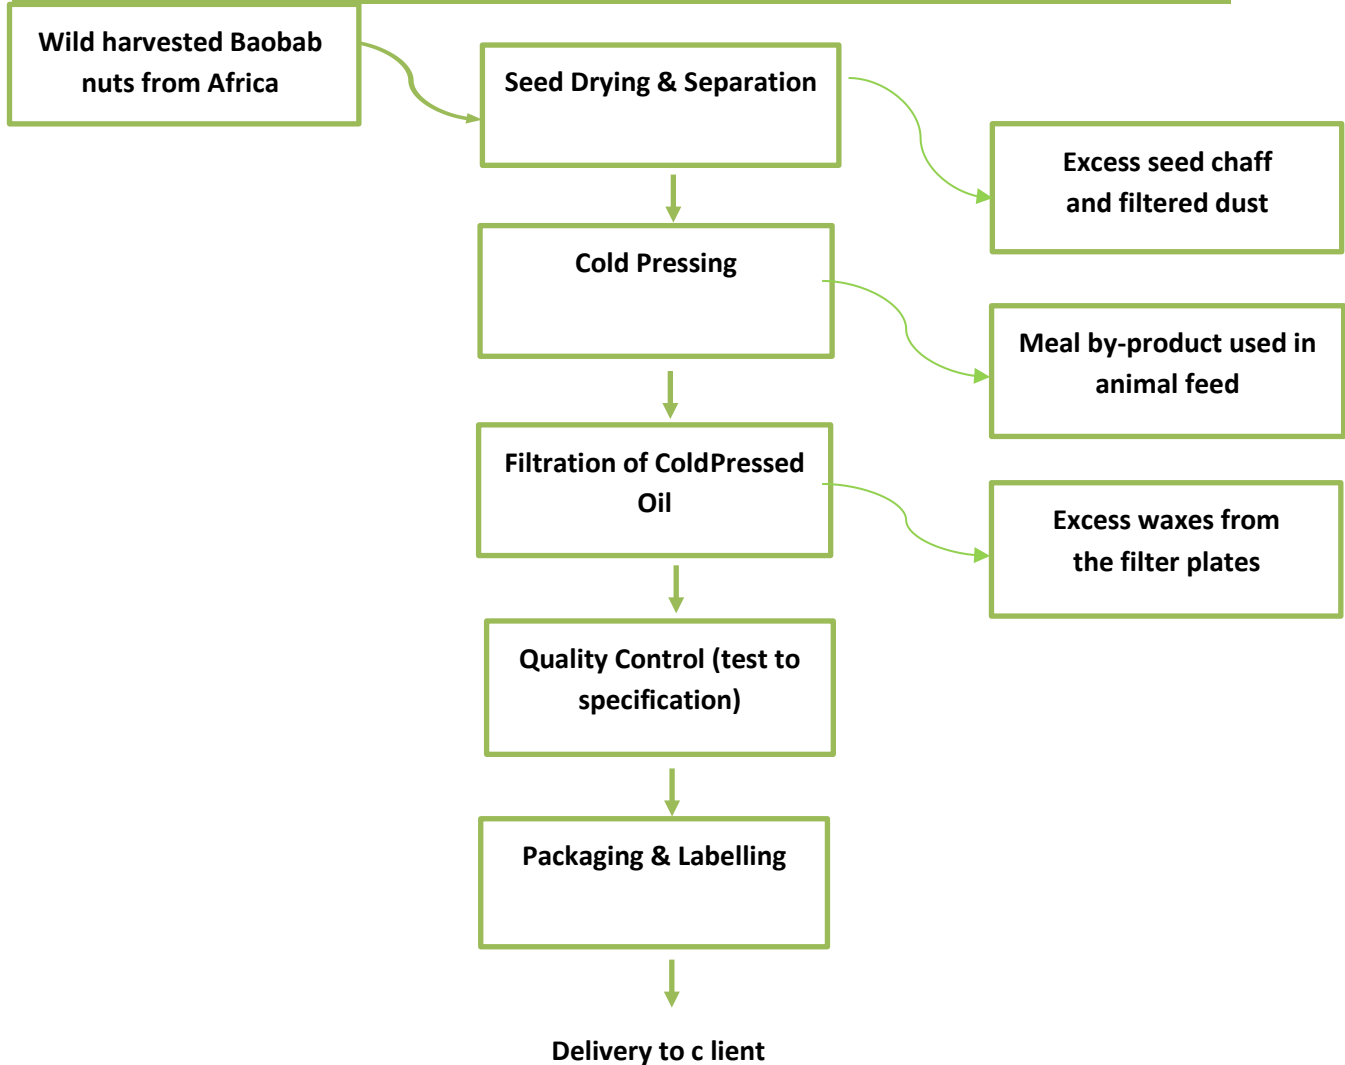 Wild harvested Baobab
nuts from Africa
Seed Drying & Separation
Excess seed chaff
and filtered dust
Cold Pressing
Meal by-product used in
animal feed
Filtration of ColdPressed
Oil
Excess waxes from
the filter plates
Quality Control (test to
specification)
Packaging & Labelling
Delivery to c lient